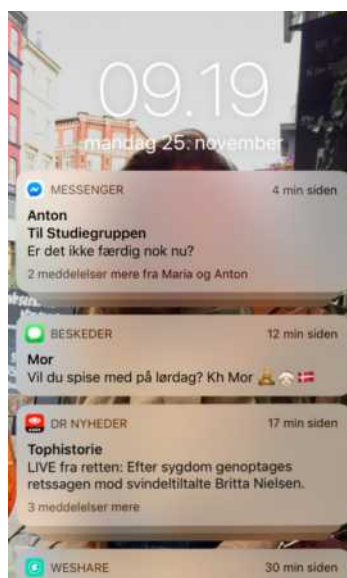 09.19
mandag 25. november
MESSENGER 4 min siden
Anton
Til Studiegruppen
Er det ikke færdig nok nu?
2 meddelelser mere fra Maria og Anton
BESKEDER 12 min siden
Mor
Vil du spise med på lørdag? Kh Mor
DR NYHEDER 17 min siden
Tophistorie
LIVE fra retten: Efter sygdom genoptages
retssagen mod svindeltiltalte Britta Nielsen.
3 meddelelser mere
WESHARE 30 min siden